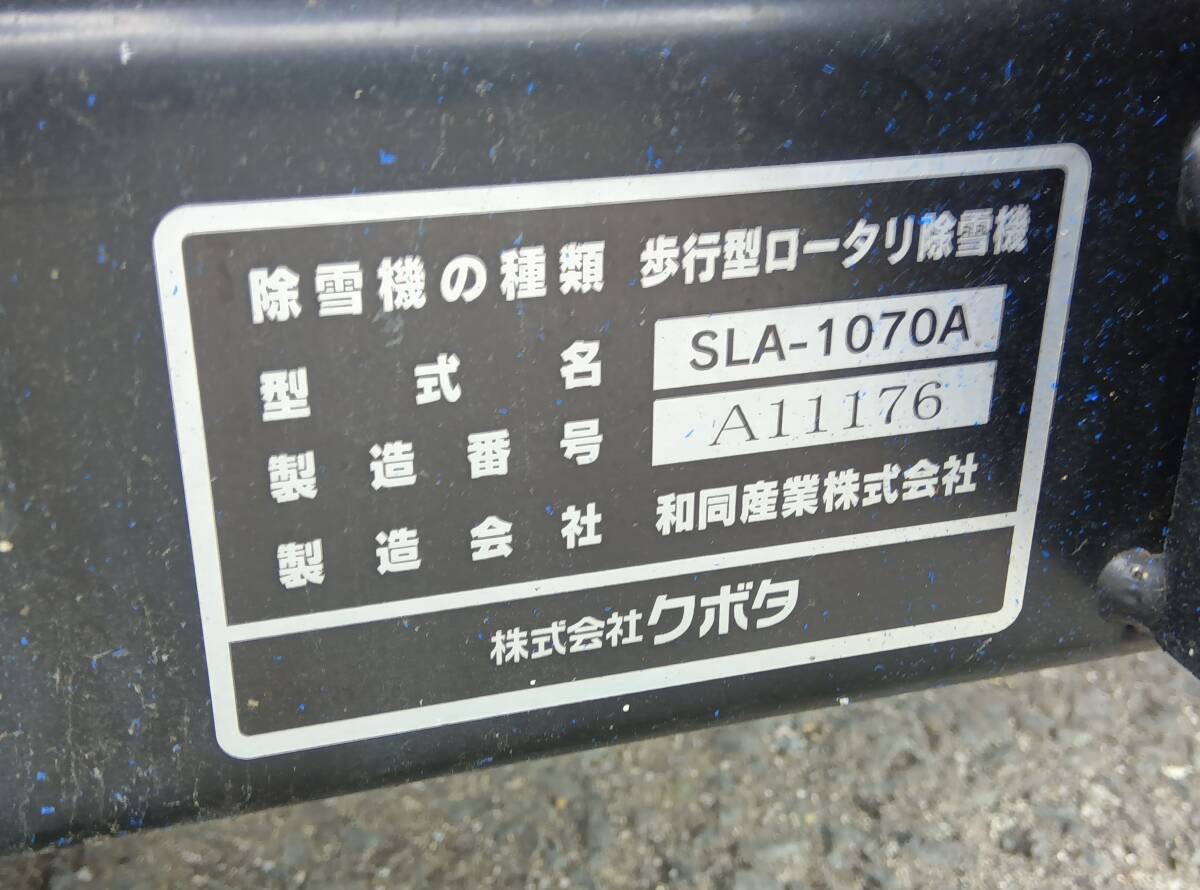 除雪機の種類 歩行型ロータリ除雪機
型式名 SLA-1070A
製造番号 A11176
製造会社 和同産業株式会社
株式会社クボタ